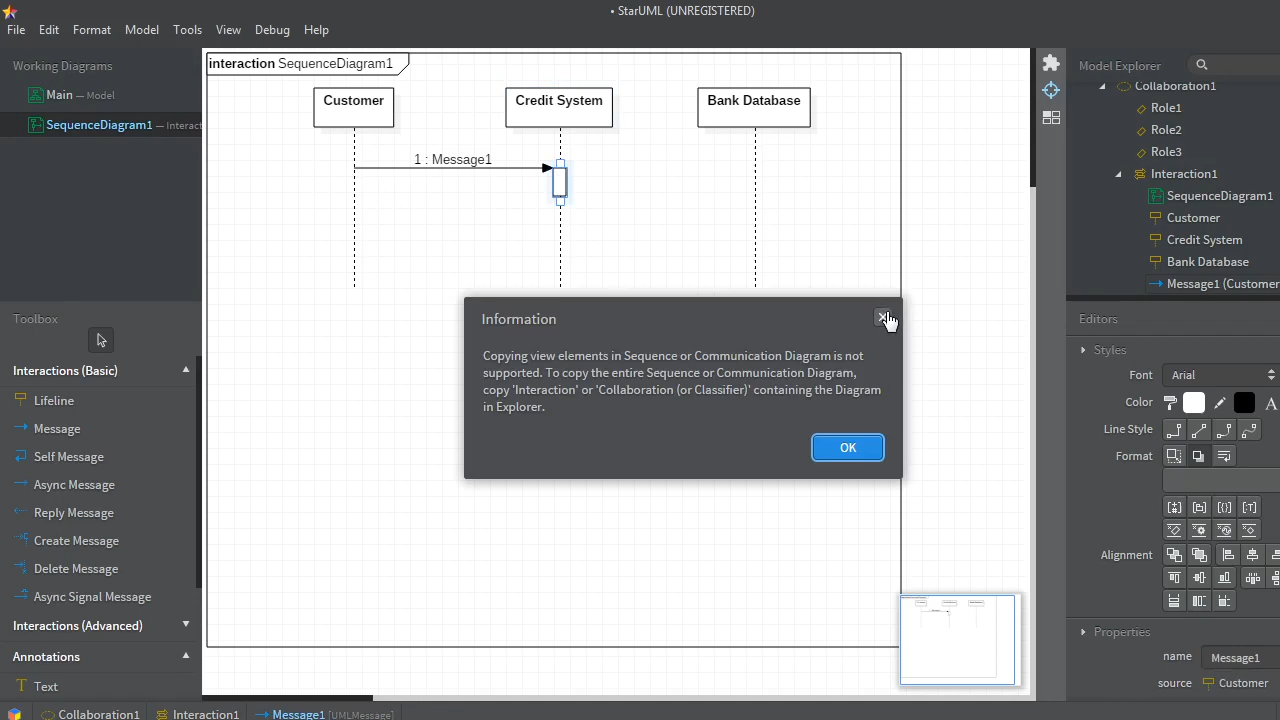 • StarUML (UNREGISTERED)
File Edit Format Model Tools View Debug Help
Working Diagrams
Main — Model
SequenceDiagram1 — Interact
Toolbox
Interactions (Basic)
Lifeline
Message
Self Message
Async Message
Reply Message
Create Message
Delete Message
Async Signal Message
Interactions (Advanced)
Annotations
T Text
interaction SequenceDiagram1
Customer
Credit System
Bank Database
1 : Message1
Information
Copying view elements in Sequence or Communication Diagram is not
supported. To copy the entire Sequence or Communication Diagram,
copy 'Interaction' or 'Collaboration (or Classifier)' containing the Diagram
in Explorer.
OK
Model Explorer
Collaboration1
Role1
Role2
Role3
Interaction1
SequenceDiagram1
Customer
Credit System
Bank Database
Message1 (Customer
Editors
Styles
Font Arial
Color A
Line Style
Format
Alignment
Properties
name Message1
source Customer
Collaboration1 Interaction1 Message1 [UMLMessage]